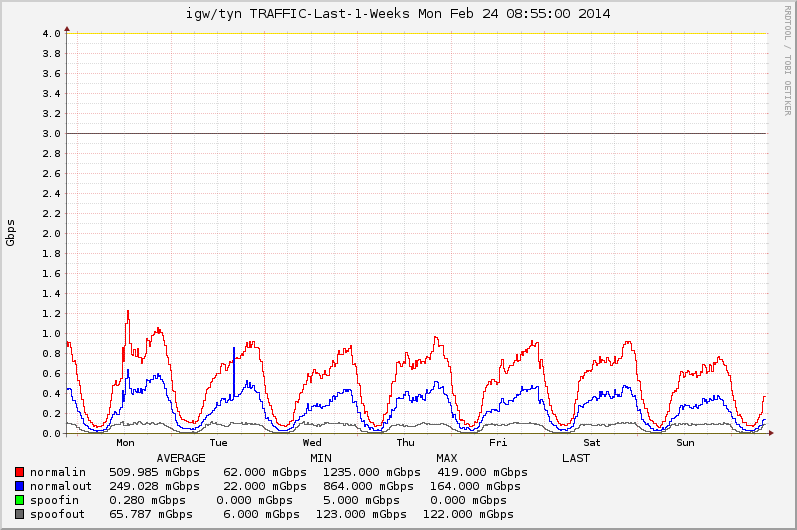 igw/tyn TRAFFIC-Last-1-Weeks Mon Feb 24 08:55:00 2014
RRDTOOL / TOBI OETIKER
Gbps
4.0
3.8
3.6
3.4
3.2
3.0
2.8
2.6
2.4
2.2
2.0
1.8
1.6
1.4
1.2
1.0
0.8
0.6
0.4
0.2
0.0
Mon Tue Wed Thu Fri Sat Sun
AVERAGE MIN MAX LAST
normalin 509.985 mGbps 62.000 mGbps 1235.000 mGbps 419.000 mGbps
normalout 249.028 mGbps 22.000 mGbps 864.000 mGbps 164.000 mGbps
spoofin 0.280 mGbps 0.000 mGbps 5.000 mGbps 0.000 mGbps
spoofout 65.787 mGbps 6.000 mGbps 123.000 mGbps 122.000 mGbps